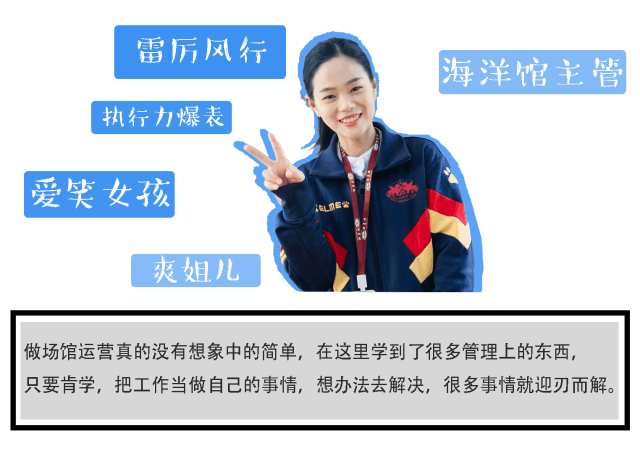 雷厉风行
海洋馆主管
执行力爆表
爱笑女孩
爽姐儿
做场馆运营真的没有想象中的简单，在这里学到了很多管理上的东西，
只要肯学，把工作当做自己的事情，想办法去解决，很多事情就迎刃而解。